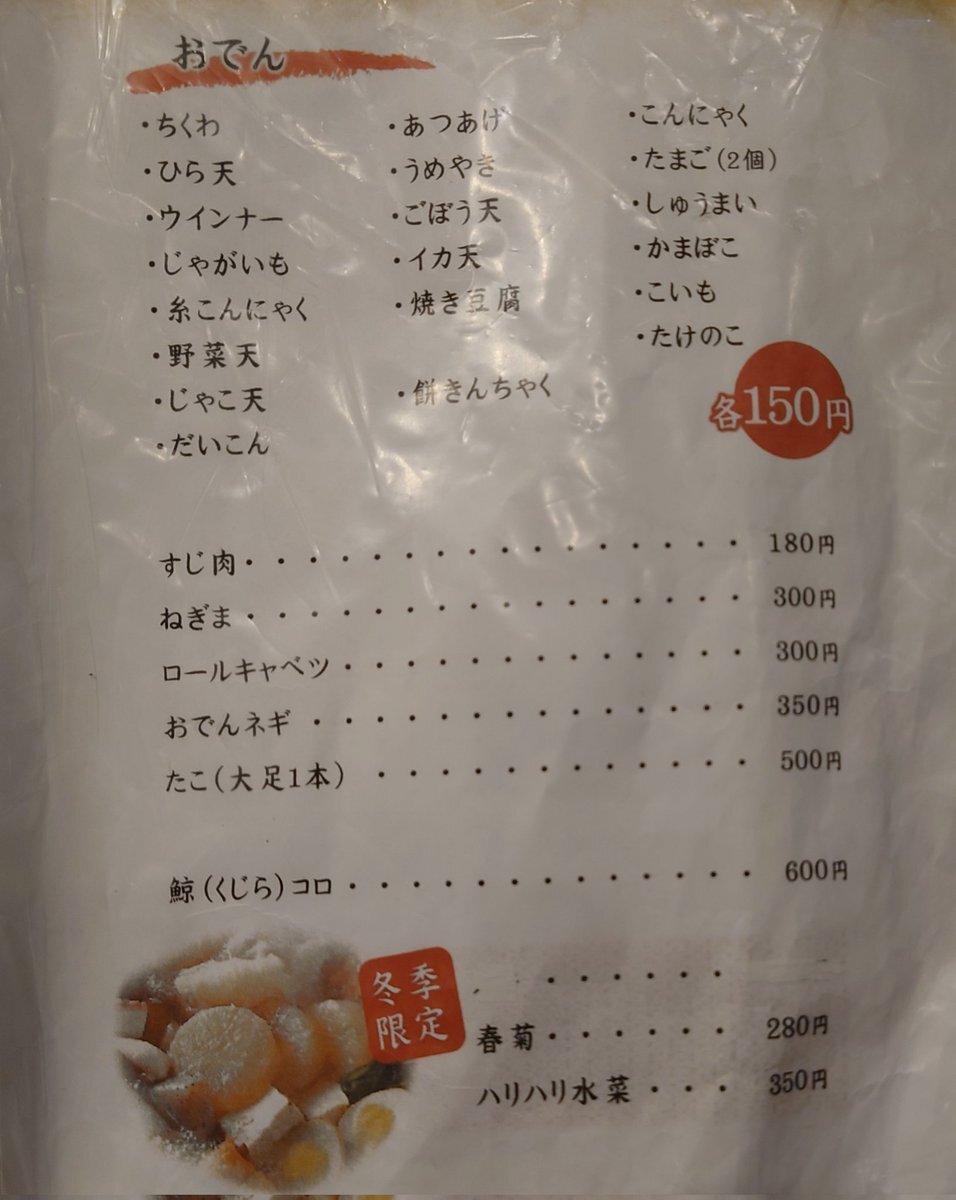 おでん
・ちくわ
・ひら天
・ウインナー
・じゃがいも
・糸こんにゃく
・野菜天
・じゃこ天
・だいこん
・あつあげ
・うめやき
・ごぼう天
・イカ天
・焼き豆腐
・餅きんちゃく
・こんにゃく
・たまご(2個)
・しゅうまい
・かまぼこ
・こいも
・たけのこ
各150円
すじ肉・・・・・・・・・・・・・・・・180円
ねぎま・・・・・・・・・・・・・・・・300円
ロールキャベツ・・・・・・・・・・・・・300円
おでんネギ・・・・・・・・・・・・・・350円
たこ(大足1本)・・・・・・・・・・・・500円
鯨(くじら)コロ・・・・・・・・・・・・・600円
冬季
限定
春菊・・・・・・280円
ハリハリ水菜・・・350円